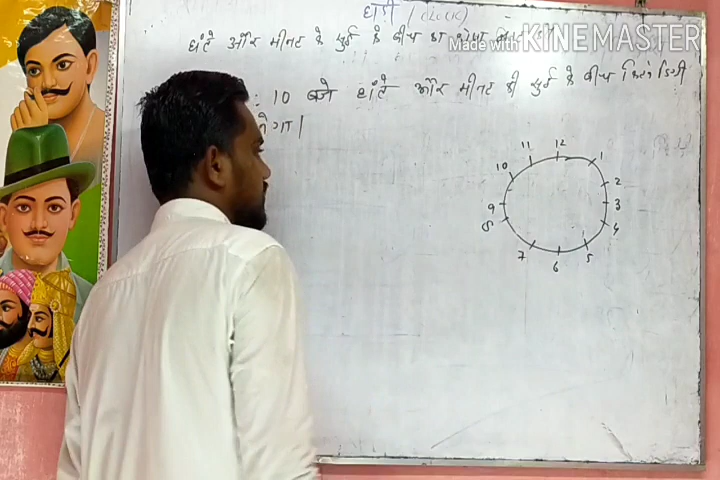 घड़ी / (CLOCK)
घंटे और मीनट के सुई के बीच का कोण
Made with KINEMASTER
: 10 बजे घांटे और मीनट की सुई के बीच कितने डिग्री
गा |
12
11 1
10 2
9 3
8 4
7 5
6